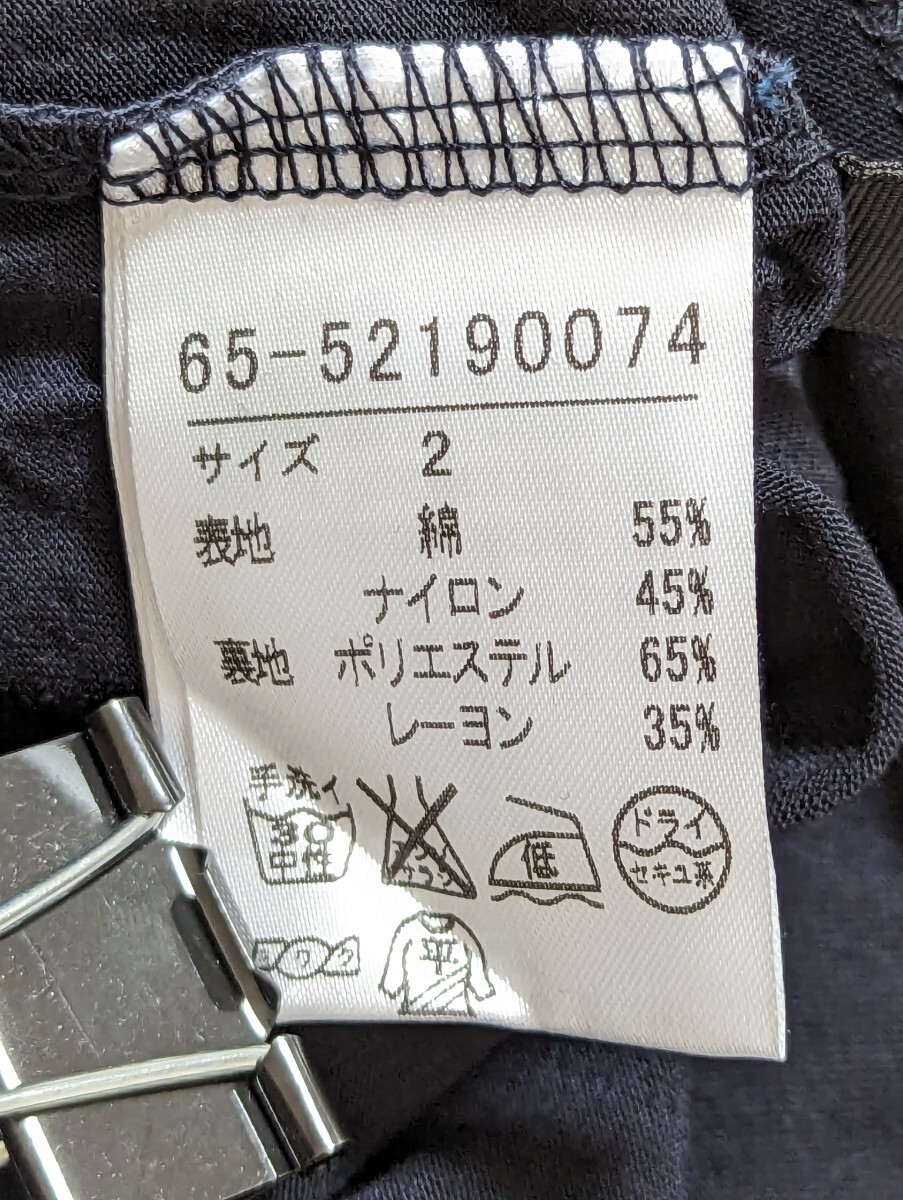 65-52190074
サイズ 2
表地 綿 55%
ナイロン 45%
裏地 ポリエステル 65%
レーヨン 35%
手洗イ
中性 低 ドライ
セキユ系
平